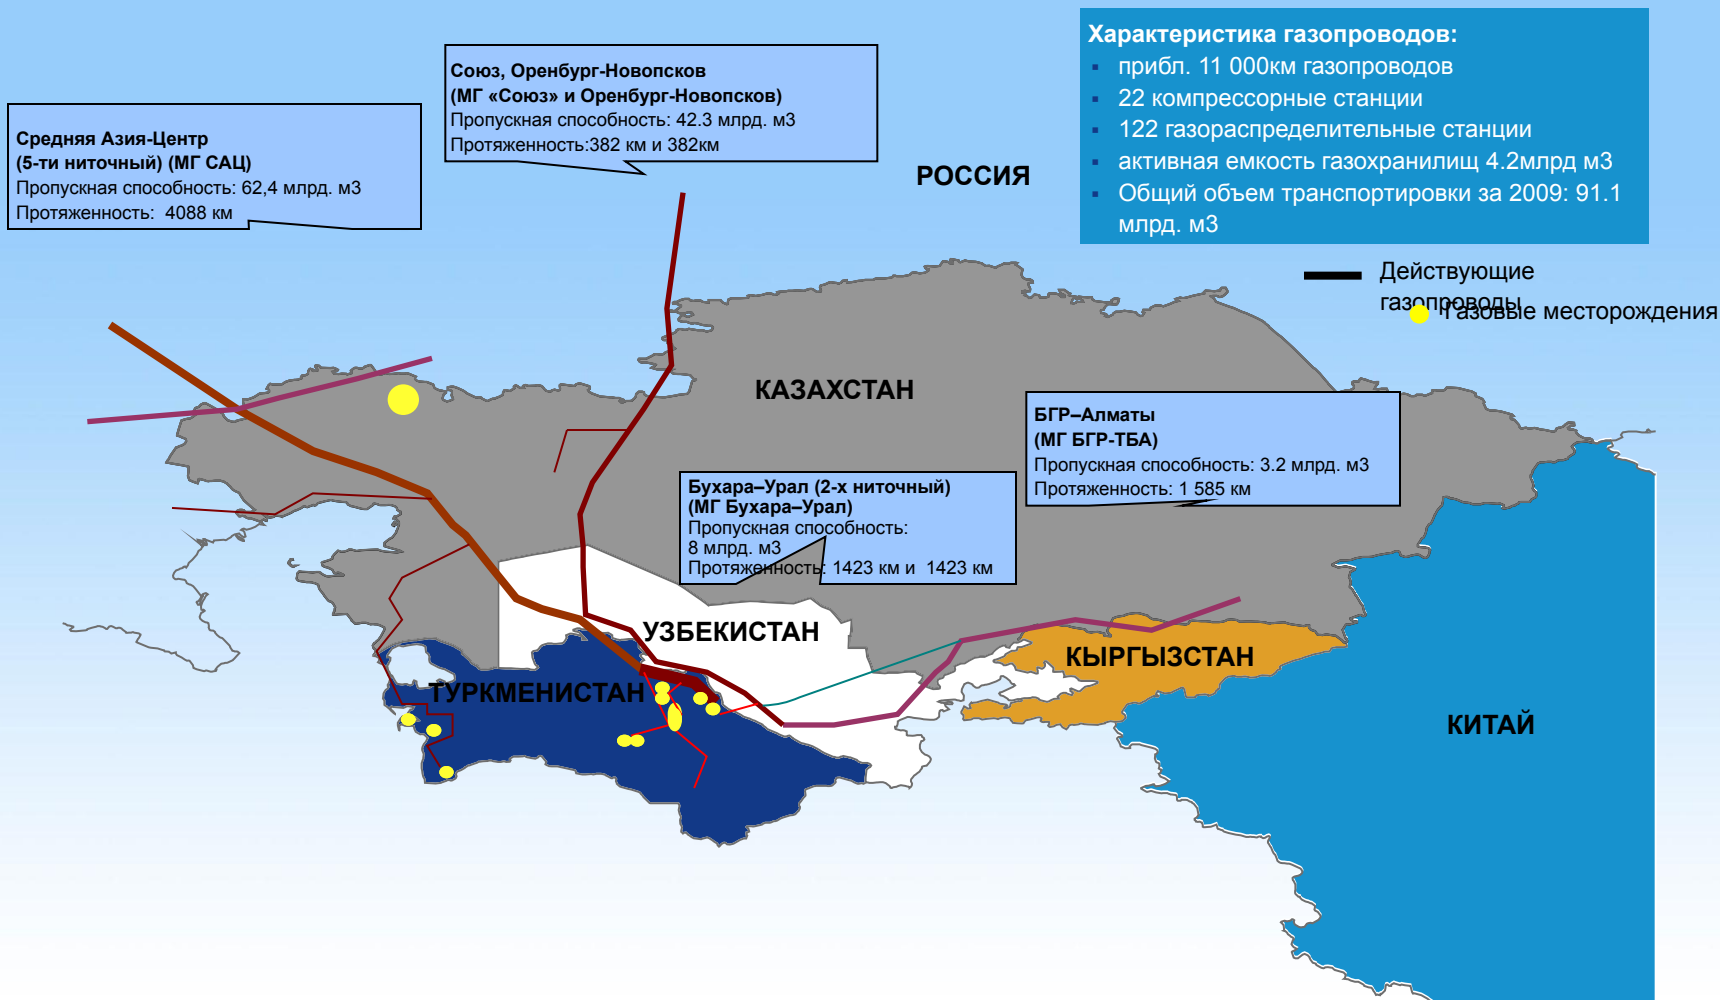 Характеристика газопроводов:
прибл. 11 000км газопроводов
22 компрессорные станции
122 газораспределительные станции
активная емкость газохранилищ 4.2млрд м3
Общий объем транспортировки за 2009: 91.1
млрд. м3
Союз, Оренбург-Новопсков
(МГ «Союз» и Оренбург-Новопсков)
Пропускная способность: 42.3 млрд. м3
Протяженность:382 км и 382км
Средняя Азия-Центр
(5-ти ниточный) (МГ САЦ)
Пропускная способность: 62,4 млрд. м3
Протяженность: 4088 км
РОССИЯ
Действующие
газопроводы
Газовые месторождения
КАЗАХСТАН
БГР–Алматы
(МГ БГР-ТБА)
Пропускная способность: 3.2 млрд. м3
Протяженность: 1 585 км
Бухара–Урал (2-х ниточный)
(МГ Бухара–Урал)
Пропускная способность:
8 млрд. м3
Протяженность: 1423 км и 1423 км
УЗБЕКИСТАН
КЫРГЫЗСТАН
ТУРКМЕНИСТАН
КИТАЙ